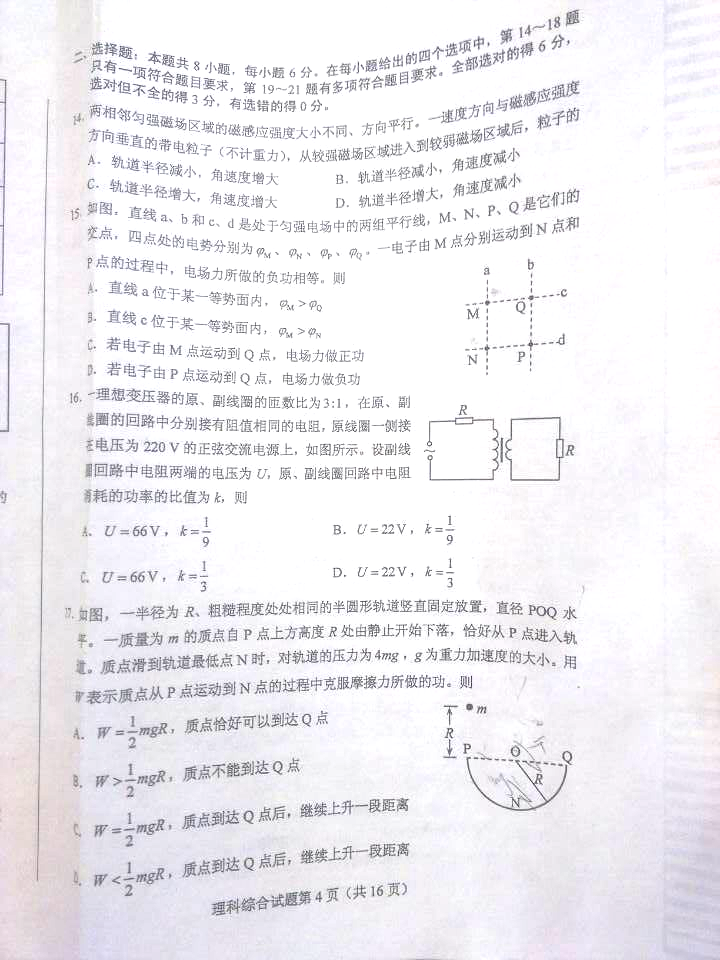 二、选择题：本题共 8 小题，每小题 6 分。在每小题给出的四个选项中，第 14～18 题
只有一项符合题目要求，第 19～21 题有多项符合题目要求。全部选对的得 6 分，
选对但不全的得 3 分，有选错的得 0 分。
14. 两相邻匀强磁场区域的磁感应强度大小不同、方向平行。一速度方向与磁感应强度
方向垂直的带电粒子（不计重力），从较强磁场区域进入到较弱磁场区域后，粒子的
A．轨道半径减小，角速度增大 B．轨道半径减小，角速度减小
C．轨道半径增大，角速度增大 D．轨道半径增大，角速度减小
15. 如图，直线 a、b 和 c、d 是处于匀强电场中的两组平行线，M、N、P、Q 是它们的
交点，四点处的电势分别为 φM、φN、φP、φQ。一电子由 M 点分别运动到 N 点和
P 点的过程中，电场力所做的负功相等。则
A．直线 a 位于某一等势面内，φM > φQ
B．直线 c 位于某一等势面内，φM > φN
C．若电子由 M 点运动到 Q 点，电场力做正功
D．若电子由 P 点运动到 Q 点，电场力做负功
a b
M Q c
N P d
16. 一理想变压器的原、副线圈的匝数比为3:1，在原、副
线圈的回路中分别接有阻值相同的电阻，原线圈一侧接
在电压为 220 V 的正弦交流电源上，如图所示。设副线
圈回路中电阻两端的电压为 U，原、副线圈回路中电阻
消耗的功率的比值为 k，则
R
R
A．U = 66 V，k = 1/9 B．U = 22 V，k = 1/9
C．U = 66 V，k = 1/3 D．U = 22 V，k = 1/3
17. 如图，一半径为 R、粗糙程度处处相同的半圆形轨道竖直固定放置，直径 POQ 水
平。一质量为 m 的质点自 P 点上方高度 R 处由静止开始下落，恰好从 P 点进入轨
道。质点滑到轨道最低点 N 时，对轨道的压力为4mg，g 为重力加速度的大小。用
W 表示质点从 P 点运动到 N 点的过程中克服摩擦力所做的功。则
A．W = 1/2 mgR，质点恰好可以到达 Q 点
B．W > 1/2 mgR，质点不能到达 Q 点
C．W = 1/2 mgR，质点到达 Q 点后，继续上升一段距离
D．W < 1/2 mgR，质点到达 Q 点后，继续上升一段距离
m
R
P O Q
R
N
理科综合试题第 4 页（共 16 页）